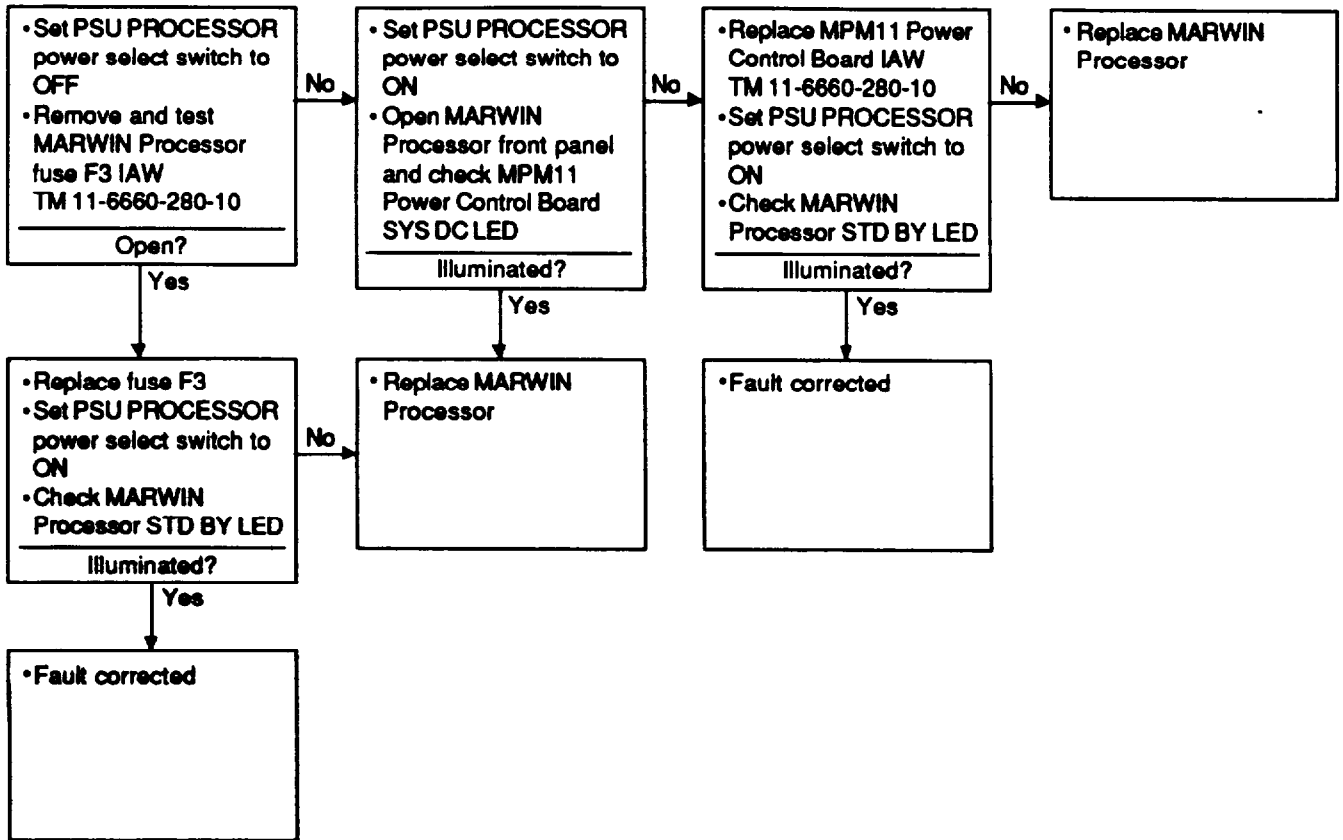 •Set PSU PROCESSOR
power select switch to
OFF
•Remove and test
MARWIN Processor
fuse F3 IAW
TM 11-6660-280-10
Open?
No
Yes
•Set PSU PROCESSOR
power select switch to
ON
•Open MARWIN
Processor front panel
and check MPM11
Power Control Board
SYS DC LED
Illuminated?
No
Yes
•Replace MPM11 Power
Control Board IAW
TM 11-6660-280-10
•Set PSU PROCESSOR
power select switch to
ON
•Check MARWIN
Processor STD BY LED
Illuminated?
No
Yes
•Replace MARWIN
Processor
•Replace fuse F3
•Set PSU PROCESSOR
power select switch to
ON
•Check MARWIN
Processor STD BY LED
Illuminated?
No
Yes
•Replace MARWIN
Processor
•Fault corrected
•Fault corrected